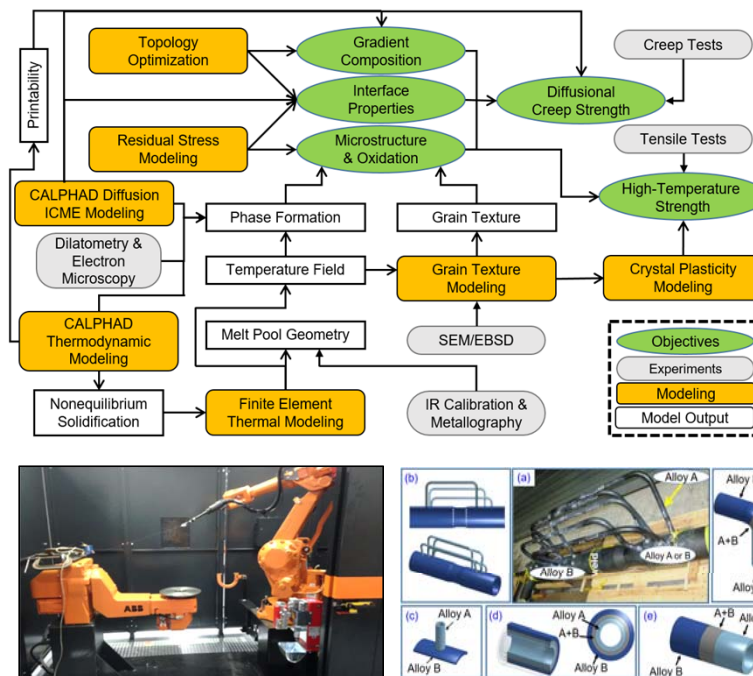 Topology
Optimization
Gradient
Composition
Creep Tests
Printability
Interface
Properties
Diffusional
Creep Strength
Residual Stress
Modeling
Microstructure
& Oxidation
Tensile Tests
CALPHAD Diffusion
ICME Modeling
Phase Formation
Grain Texture
High-Temperature
Strength
Dilatometry &
Electron
Microscopy
Temperature Field
Grain Texture
Modeling
Crystal Plasticity
Modeling
CALPHAD
Thermodynamic
Modeling
Melt Pool Geometry
SEM/EBSD
Objectives
Experiments
Modeling
Model Output
Nonequilibrium
Solidification
Finite Element
Thermal Modeling
IR Calibration &
Metallography
ABB
(b)
(a)
Alloy A
Alloy B
Alloy A or B
Alloy
A+B
Alloy
(c)
Alloy A
Alloy B
(d)
Alloy A
A+B
Alloy B
(e)
A+B
Alloy
Alloy B